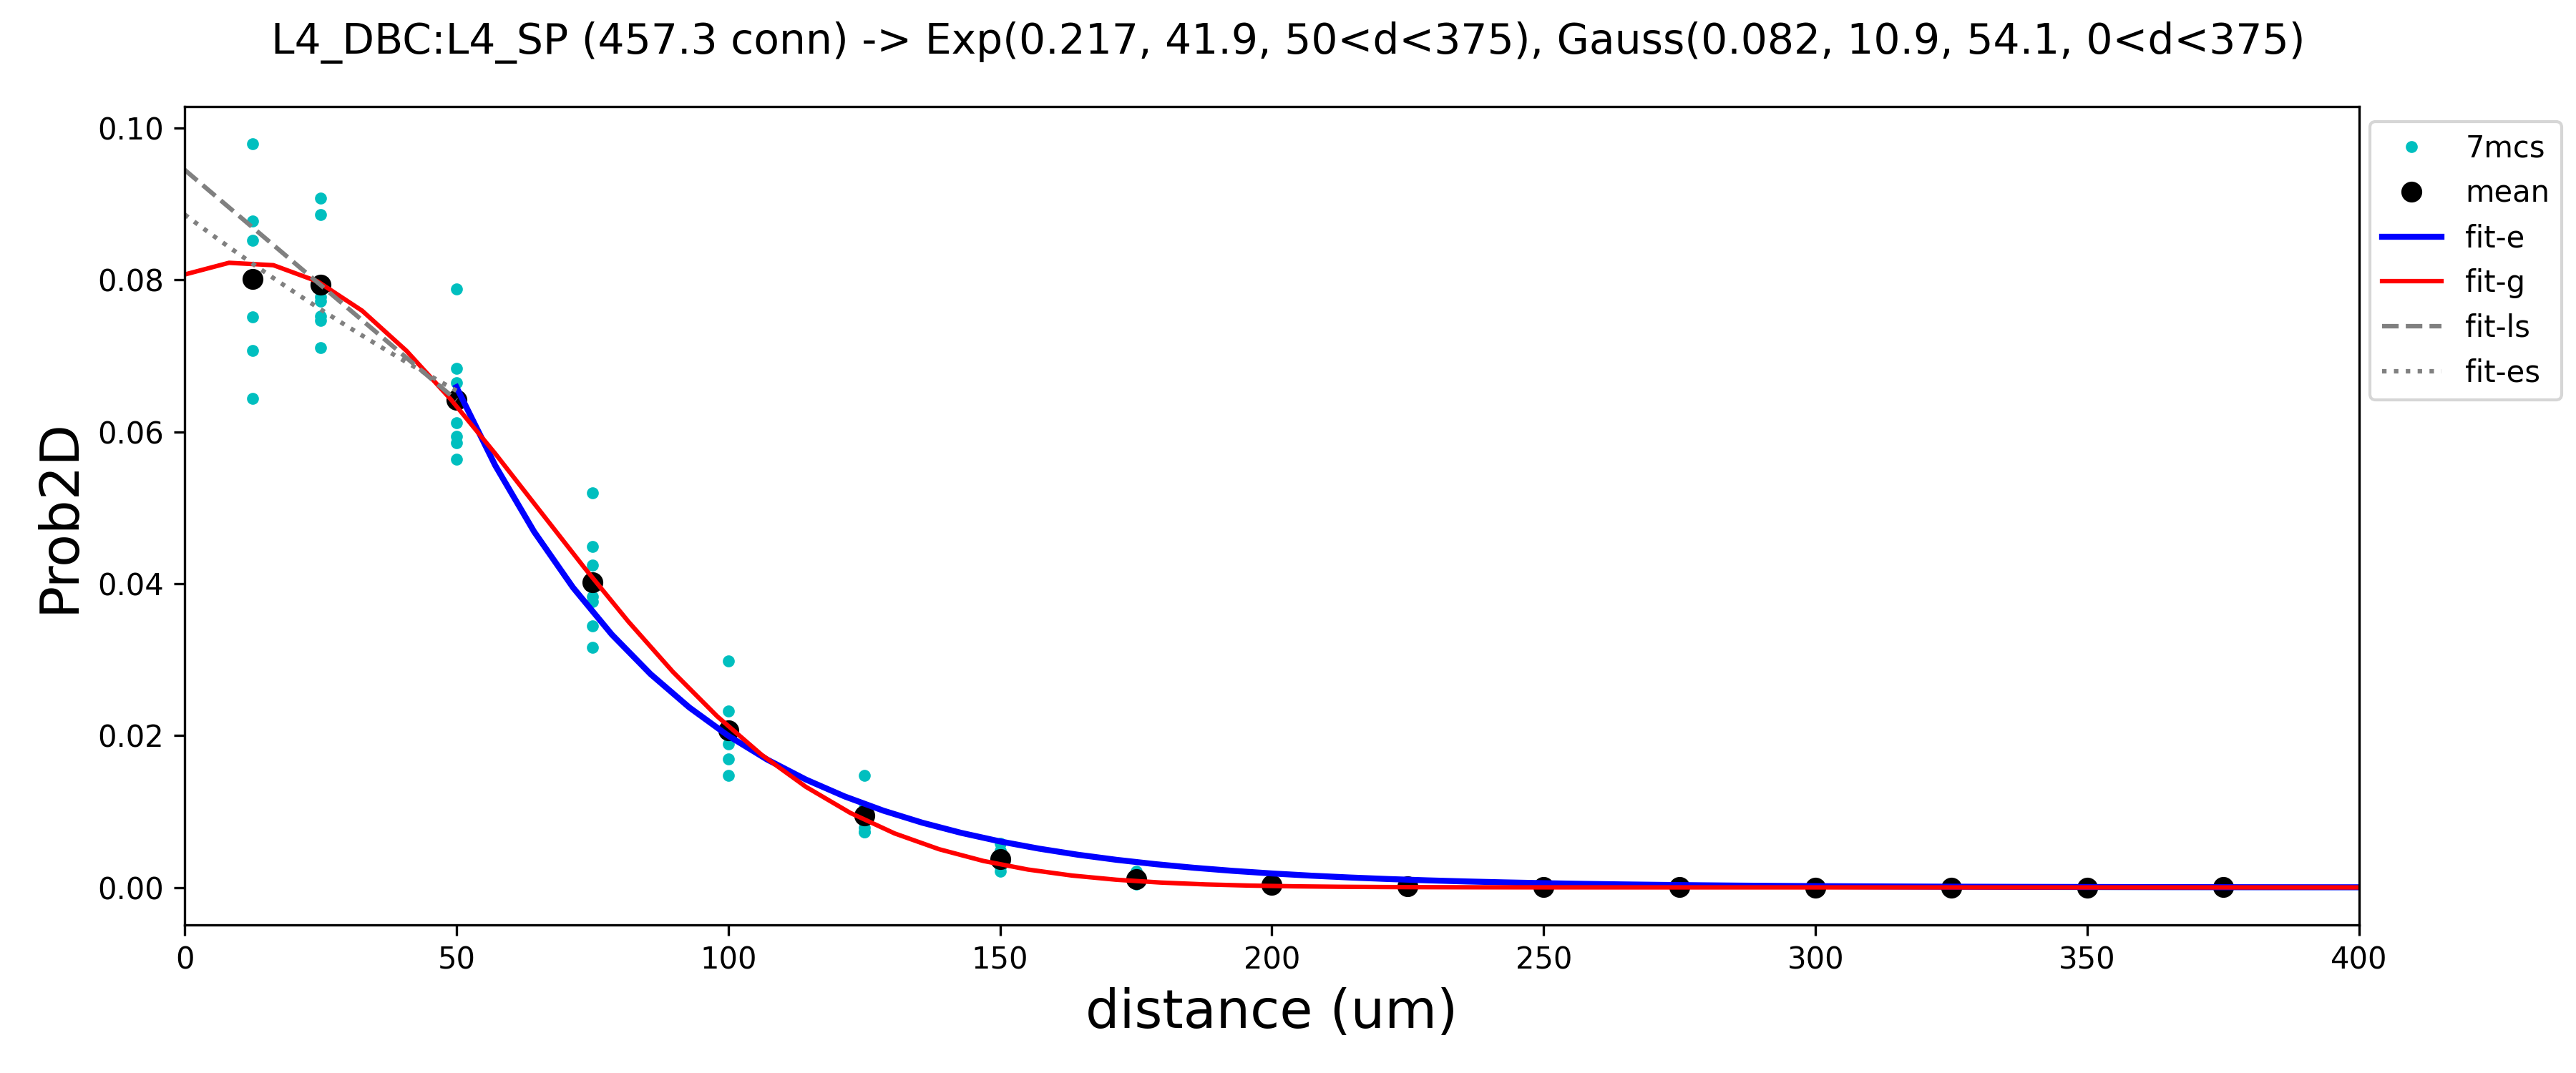 L4_DBC:L4_SP (457.3 conn) -> Exp(0.217, 41.9, 50<d<375), Gauss(0.082, 10.9, 54.1, 0<d<375)
0.10
0.08
0.06
0.04
0.02
0.00
Prob2D
0 50 100 150 200 250 300 350 400
distance (um)
7mcs
mean
fit-e
fit-g
fit-ls
fit-es